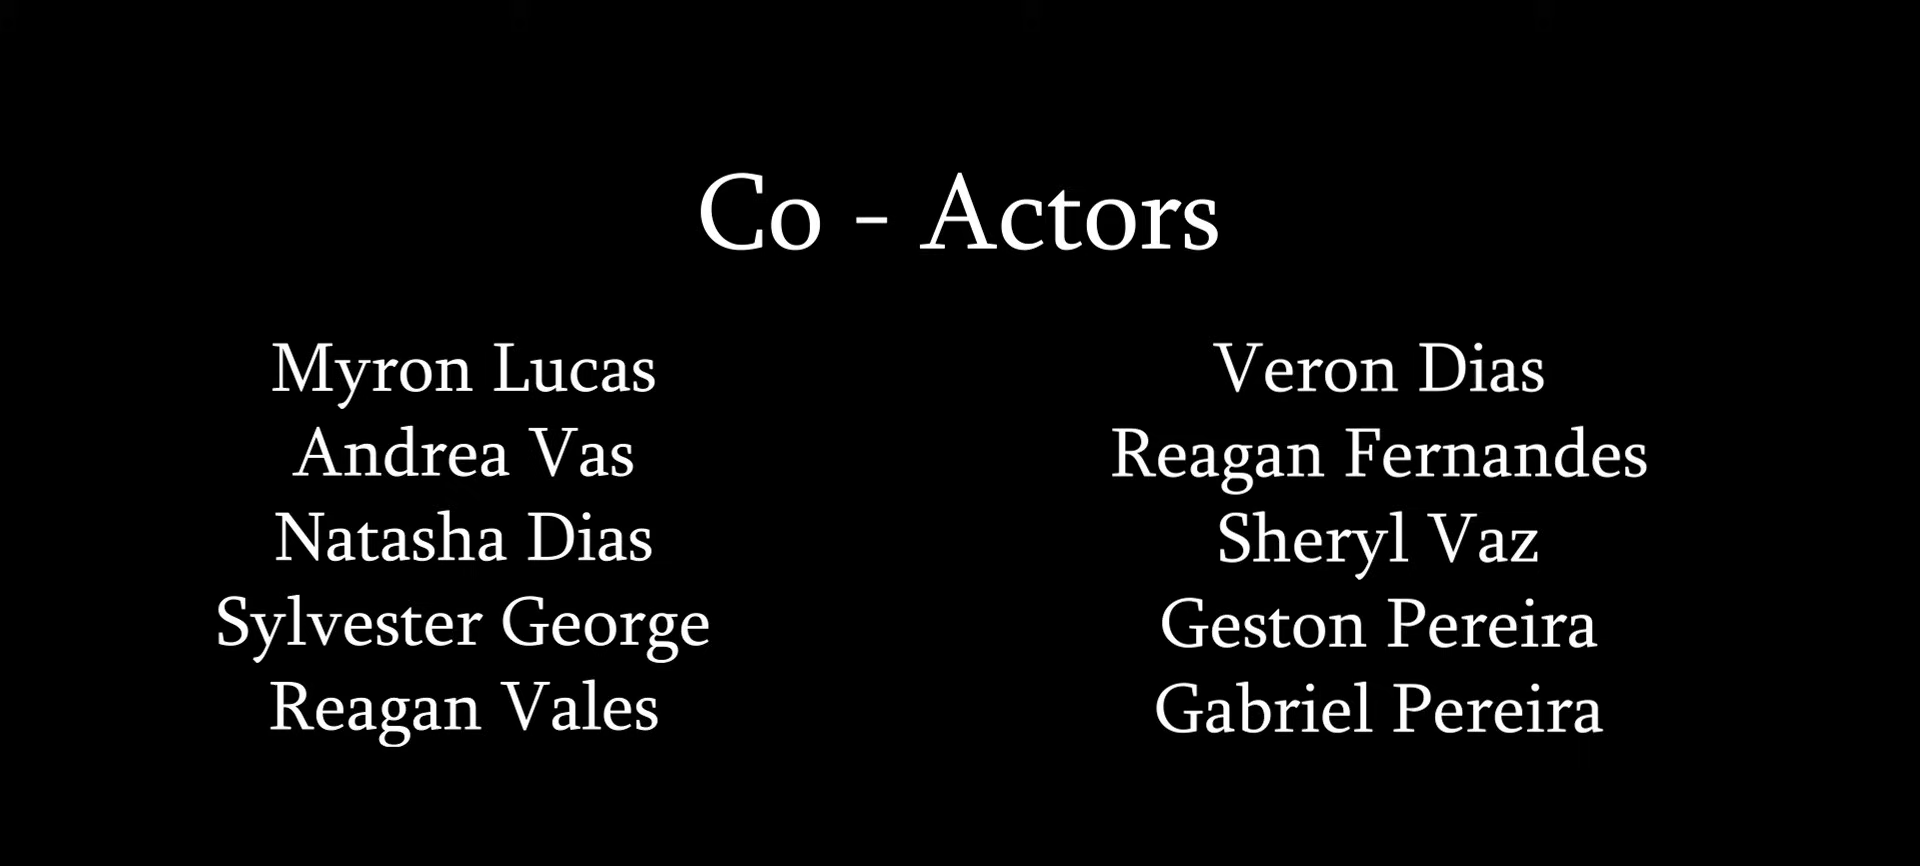 Co - Actors
Myron Lucas
Andrea Vas
Natasha Dias
Sylvester George
Reagan Vales
Veron Dias
Reagan Fernandes
Sheryl Vaz
Geston Pereira
Gabriel Pereira